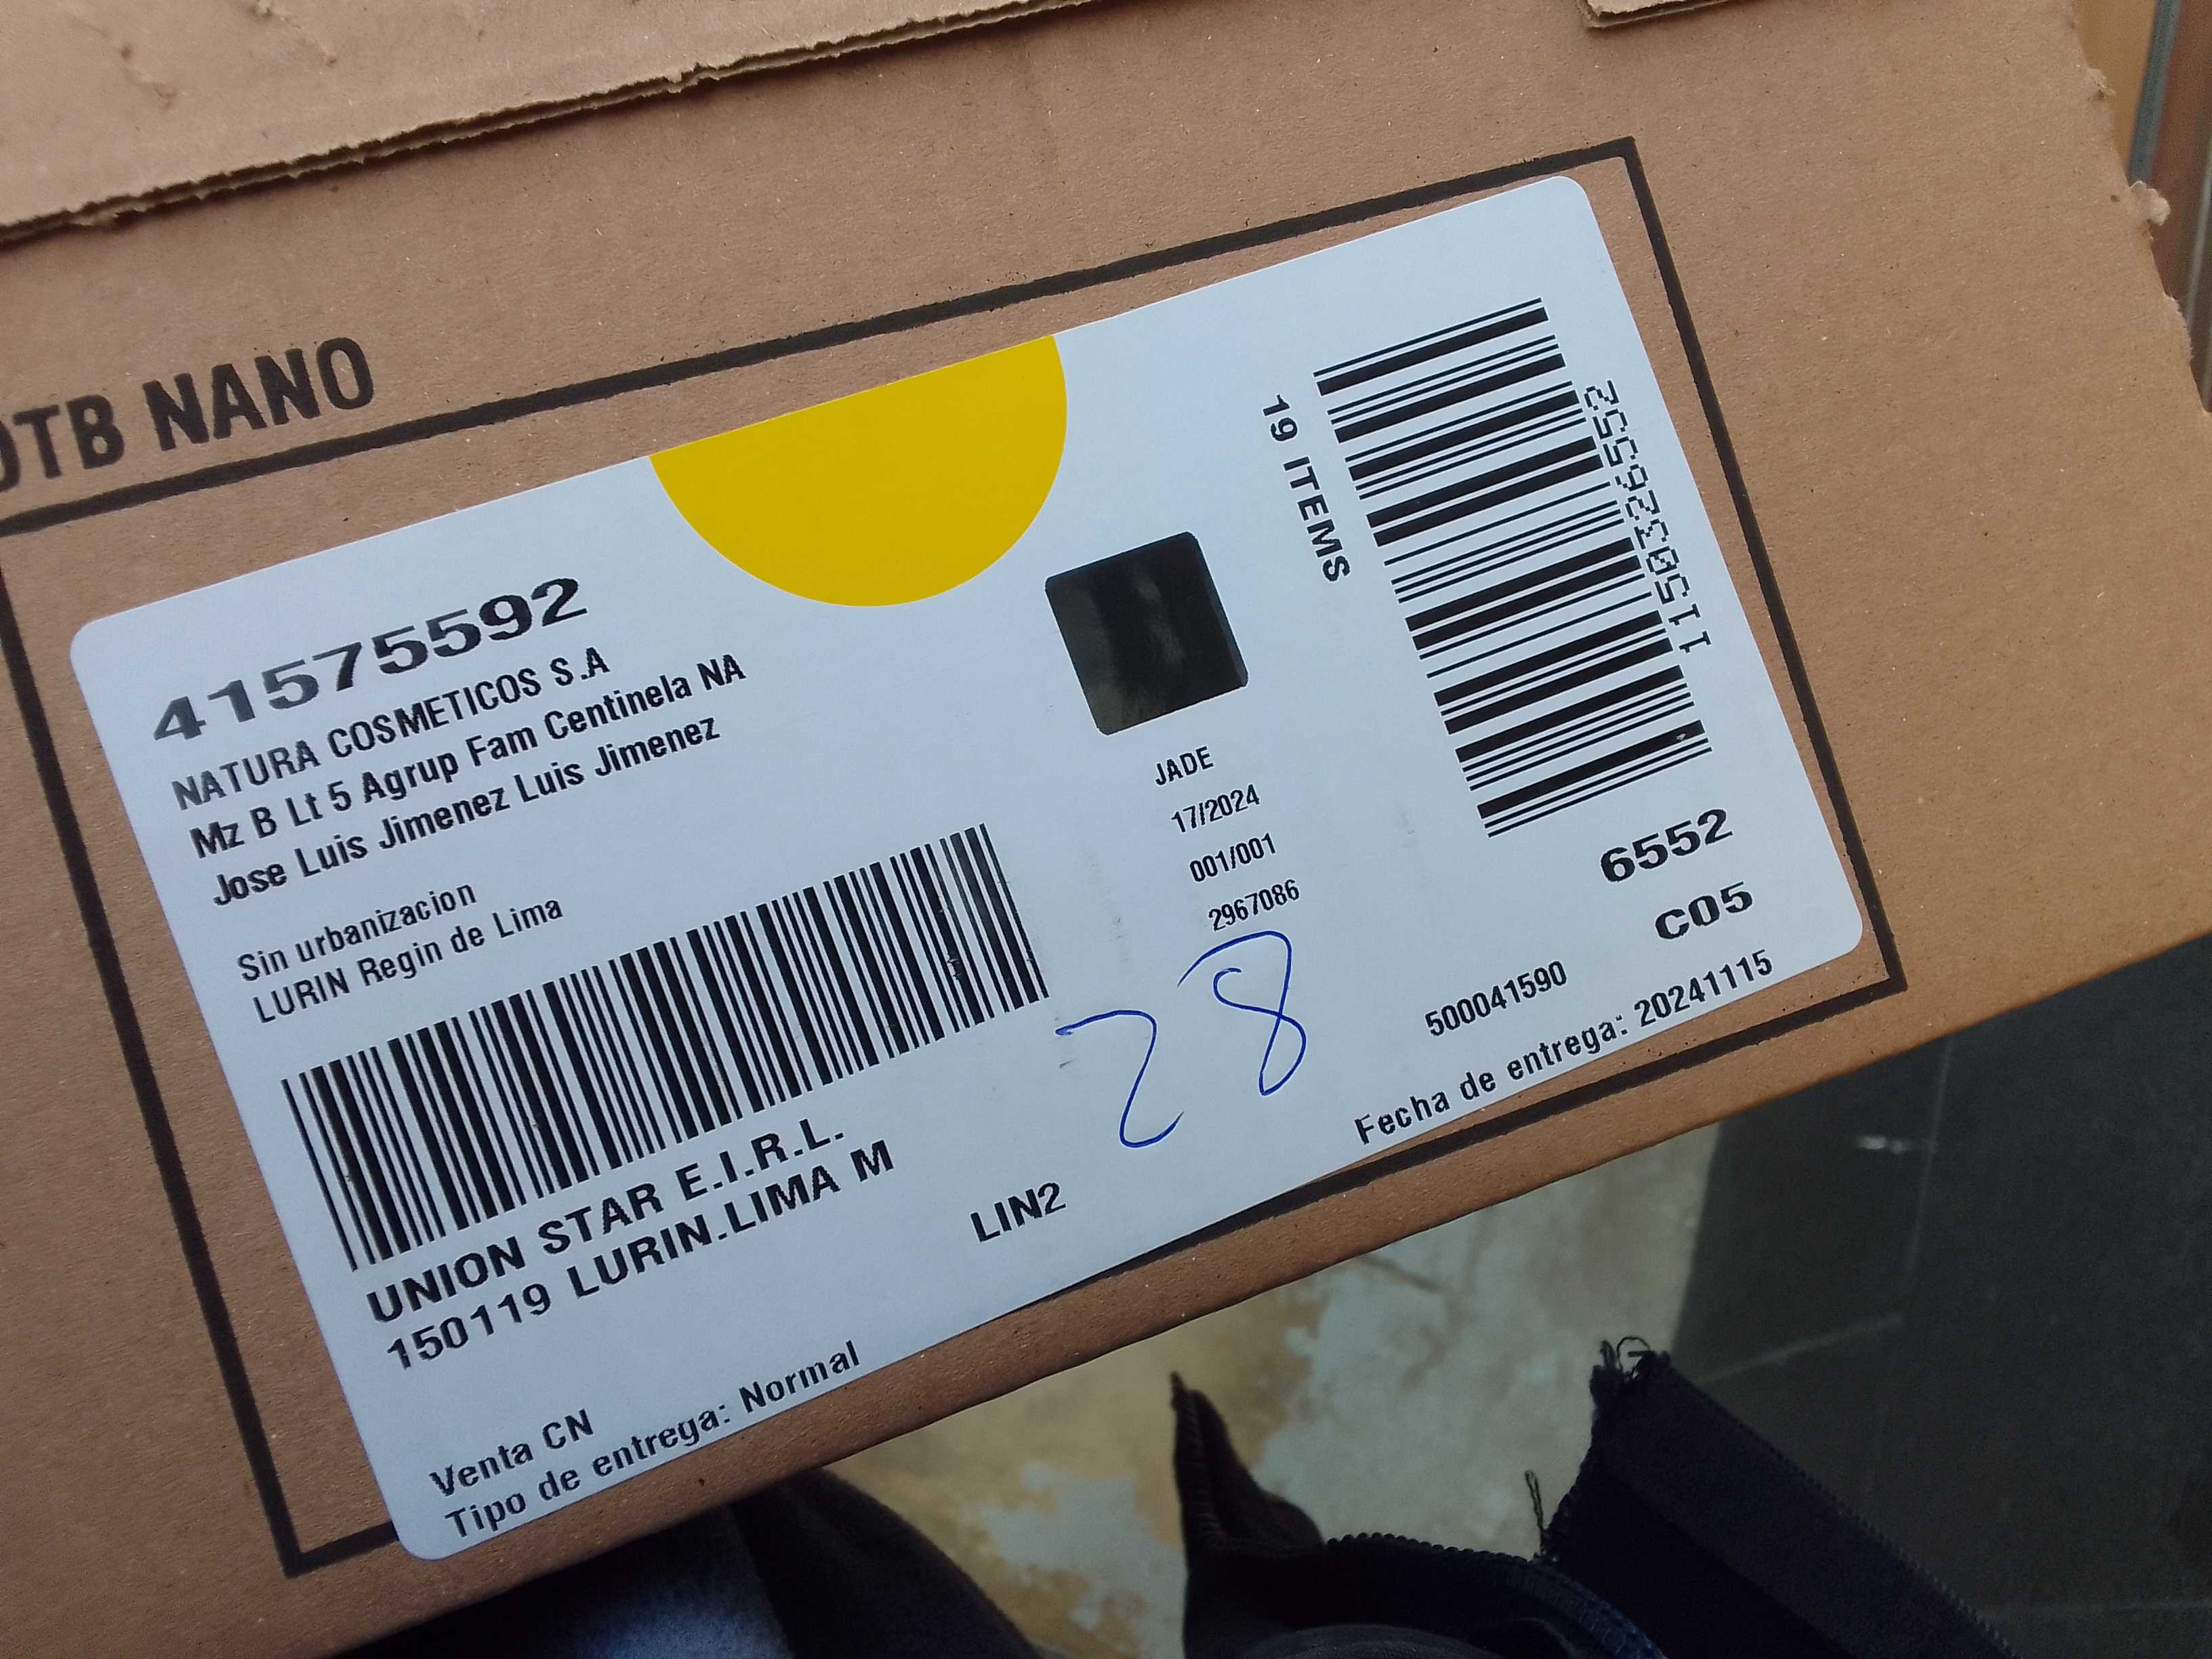 OTB NANO
41575592
NATURA COSMETICOS S.A
Mz B Lt 5 Agrup Fam Centinela NA
Jose Luis Jimenez Luis Jimenez
Sin urbanizacion
LURIN Regin de Lima
UNION STAR E.I.R.L.
150119 LURIN.LIMA M
Venta CN
Tipo de entrega: Normal
LIN2
JADE
17/2024
001/001
2967086
28
19 ITEMS
6552
C05
500041590
Fecha de entrega: 20241115